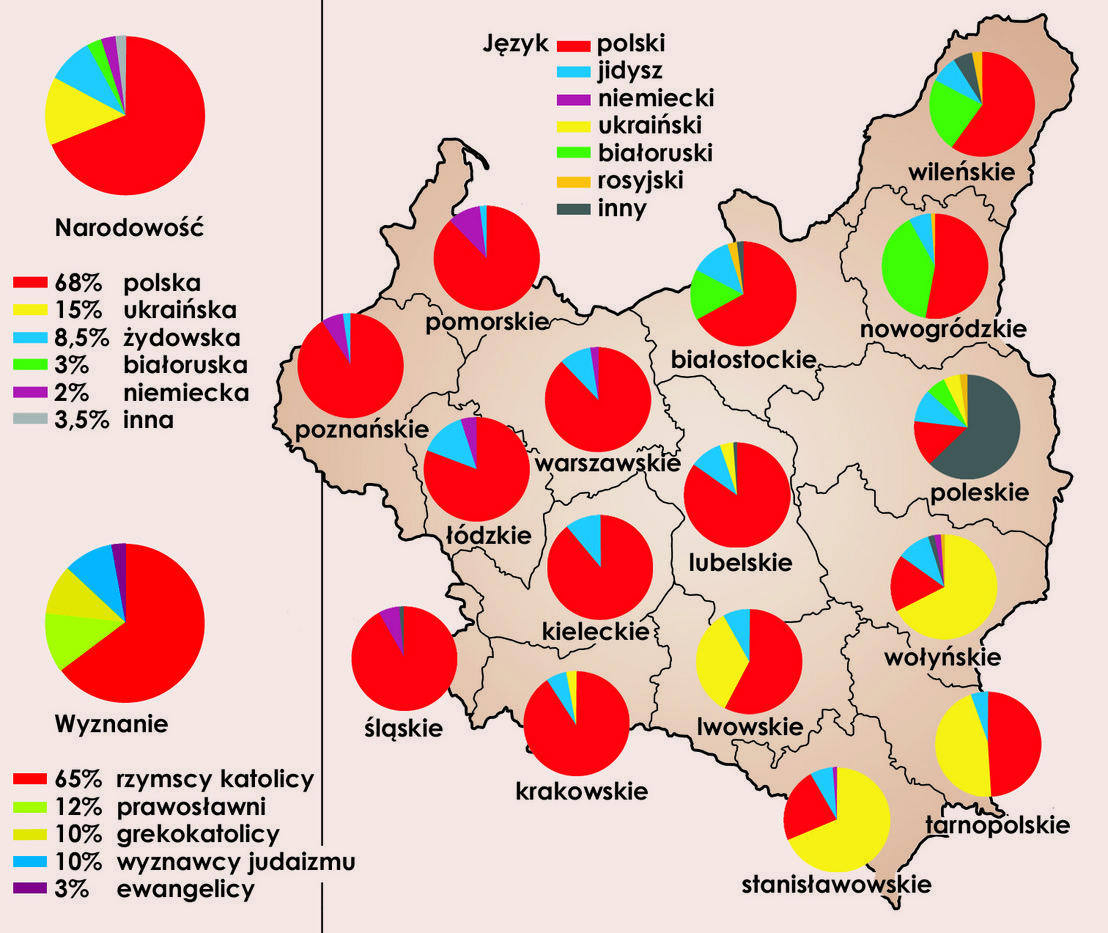 Narodowość
68% polska
15% ukraińska
8,5% żydowska
3% białoruska
2% niemiecka
3,5% inna
Wyznanie
65% rzymscy katolicy
12% prawosławni
10% grekokatolicy
10% wyznawcy judaizmu
3% ewangelicy
Język polski
jidysz
niemiecki
ukraiński
białoruski
rosyjski
inny
wileńskie
nowogródzkie
pomorskie
białostockie
poznańskie
warszawskie
poleskie
łódzkie
lubelskie
kieleckie
wołyńskie
śląskie
lwowskie
krakowskie
tarnopolskie
stanisławowskie